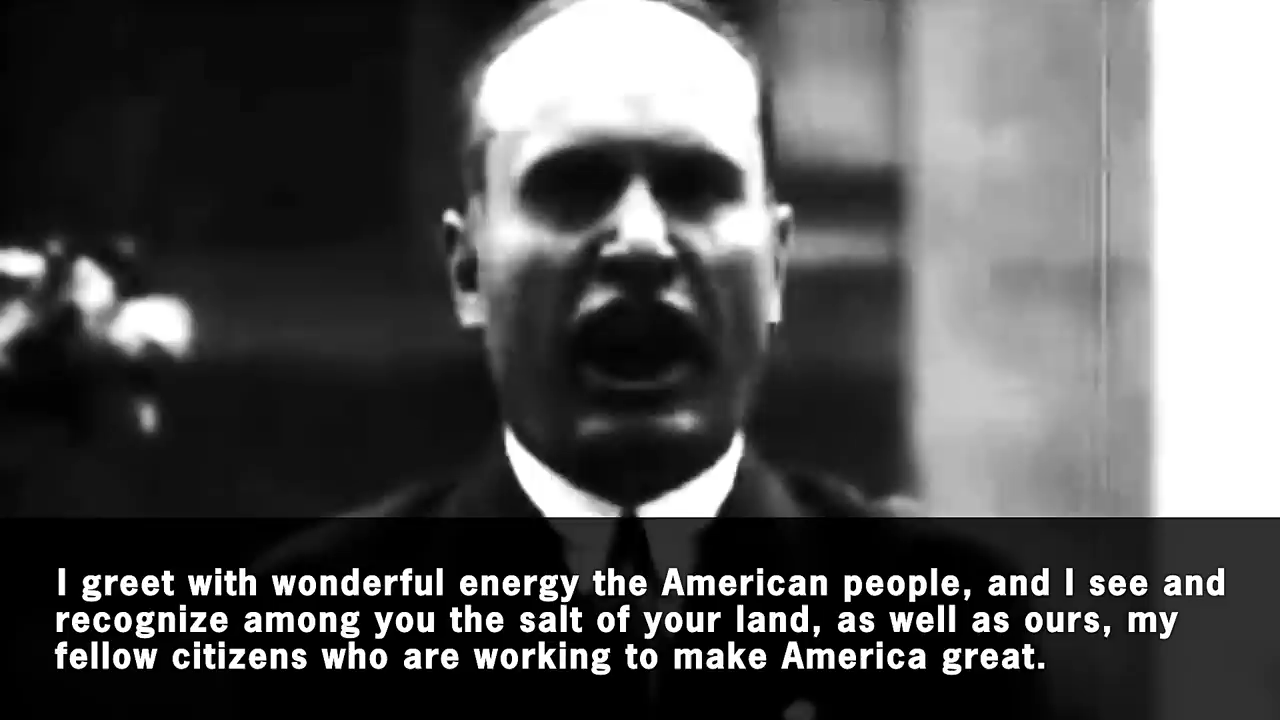 I greet with wonderful energy the American people, and I see and
recognize among you the salt of your land, as well as ours, my
fellow citizens who are working to make America great.